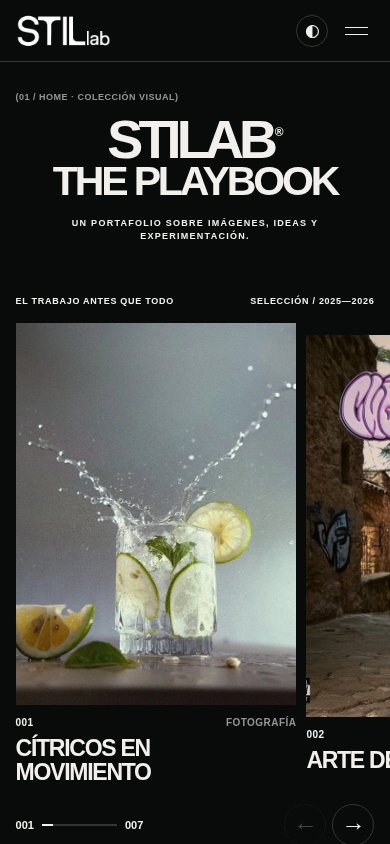 STILlab
(01 / HOME · COLECCIÓN VISUAL)
STILAB®
THE PLAYBOOK
UN PORTAFOLIO SOBRE IMÁGENES, IDEAS Y
EXPERIMENTACIÓN.
EL TRABAJO ANTES QUE TODO
SELECCIÓN / 2025—2026
001
FOTOGRAFÍA
CÍTRICOS EN
MOVIMIENTO
002
ARTE DE
001
007
← →